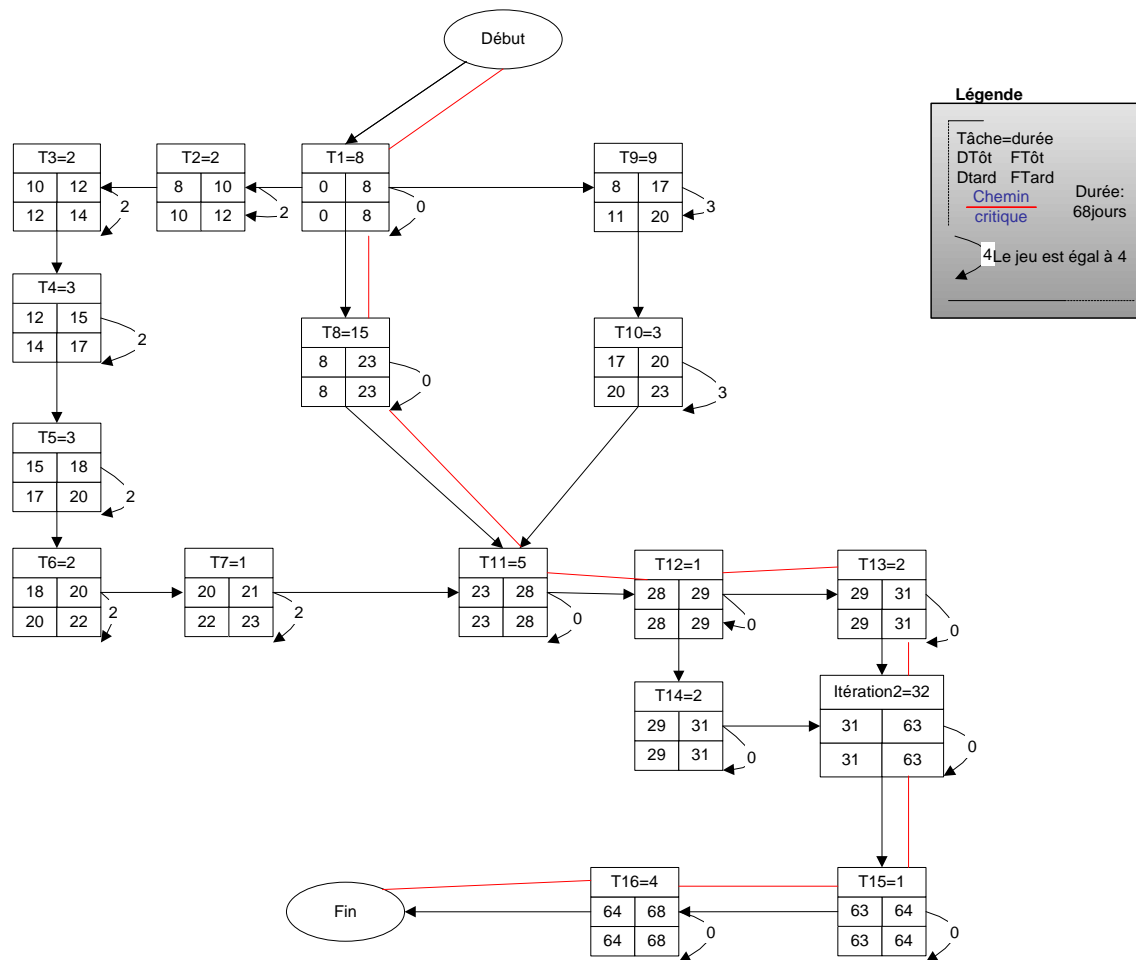 Début
Légende
Tâche=durée
DTôt FTôt
Dtard FTard
Chemin
critique
Durée:
68jours
4 Le jeu est égal à 4
T3=2
10 12
12 14
2
T2=2
8 10
10 12
2
T1=8
0 8
0 8
0
T9=9
8 17
11 20
3
T4=3
12 15
14 17
2
T8=15
8 23
8 23
0
T10=3
17 20
20 23
3
T5=3
15 18
17 20
2
T6=2
18 20
20 22
2
T7=1
20 21
22 23
2
T11=5
23 28
23 28
0
T12=1
28 29
28 29
0
T13=2
29 31
29 31
0
T14=2
29 31
29 31
0
Itération2=32
31 63
31 63
0
Fin
T16=4
64 68
64 68
0
T15=1
63 64
63 64
0